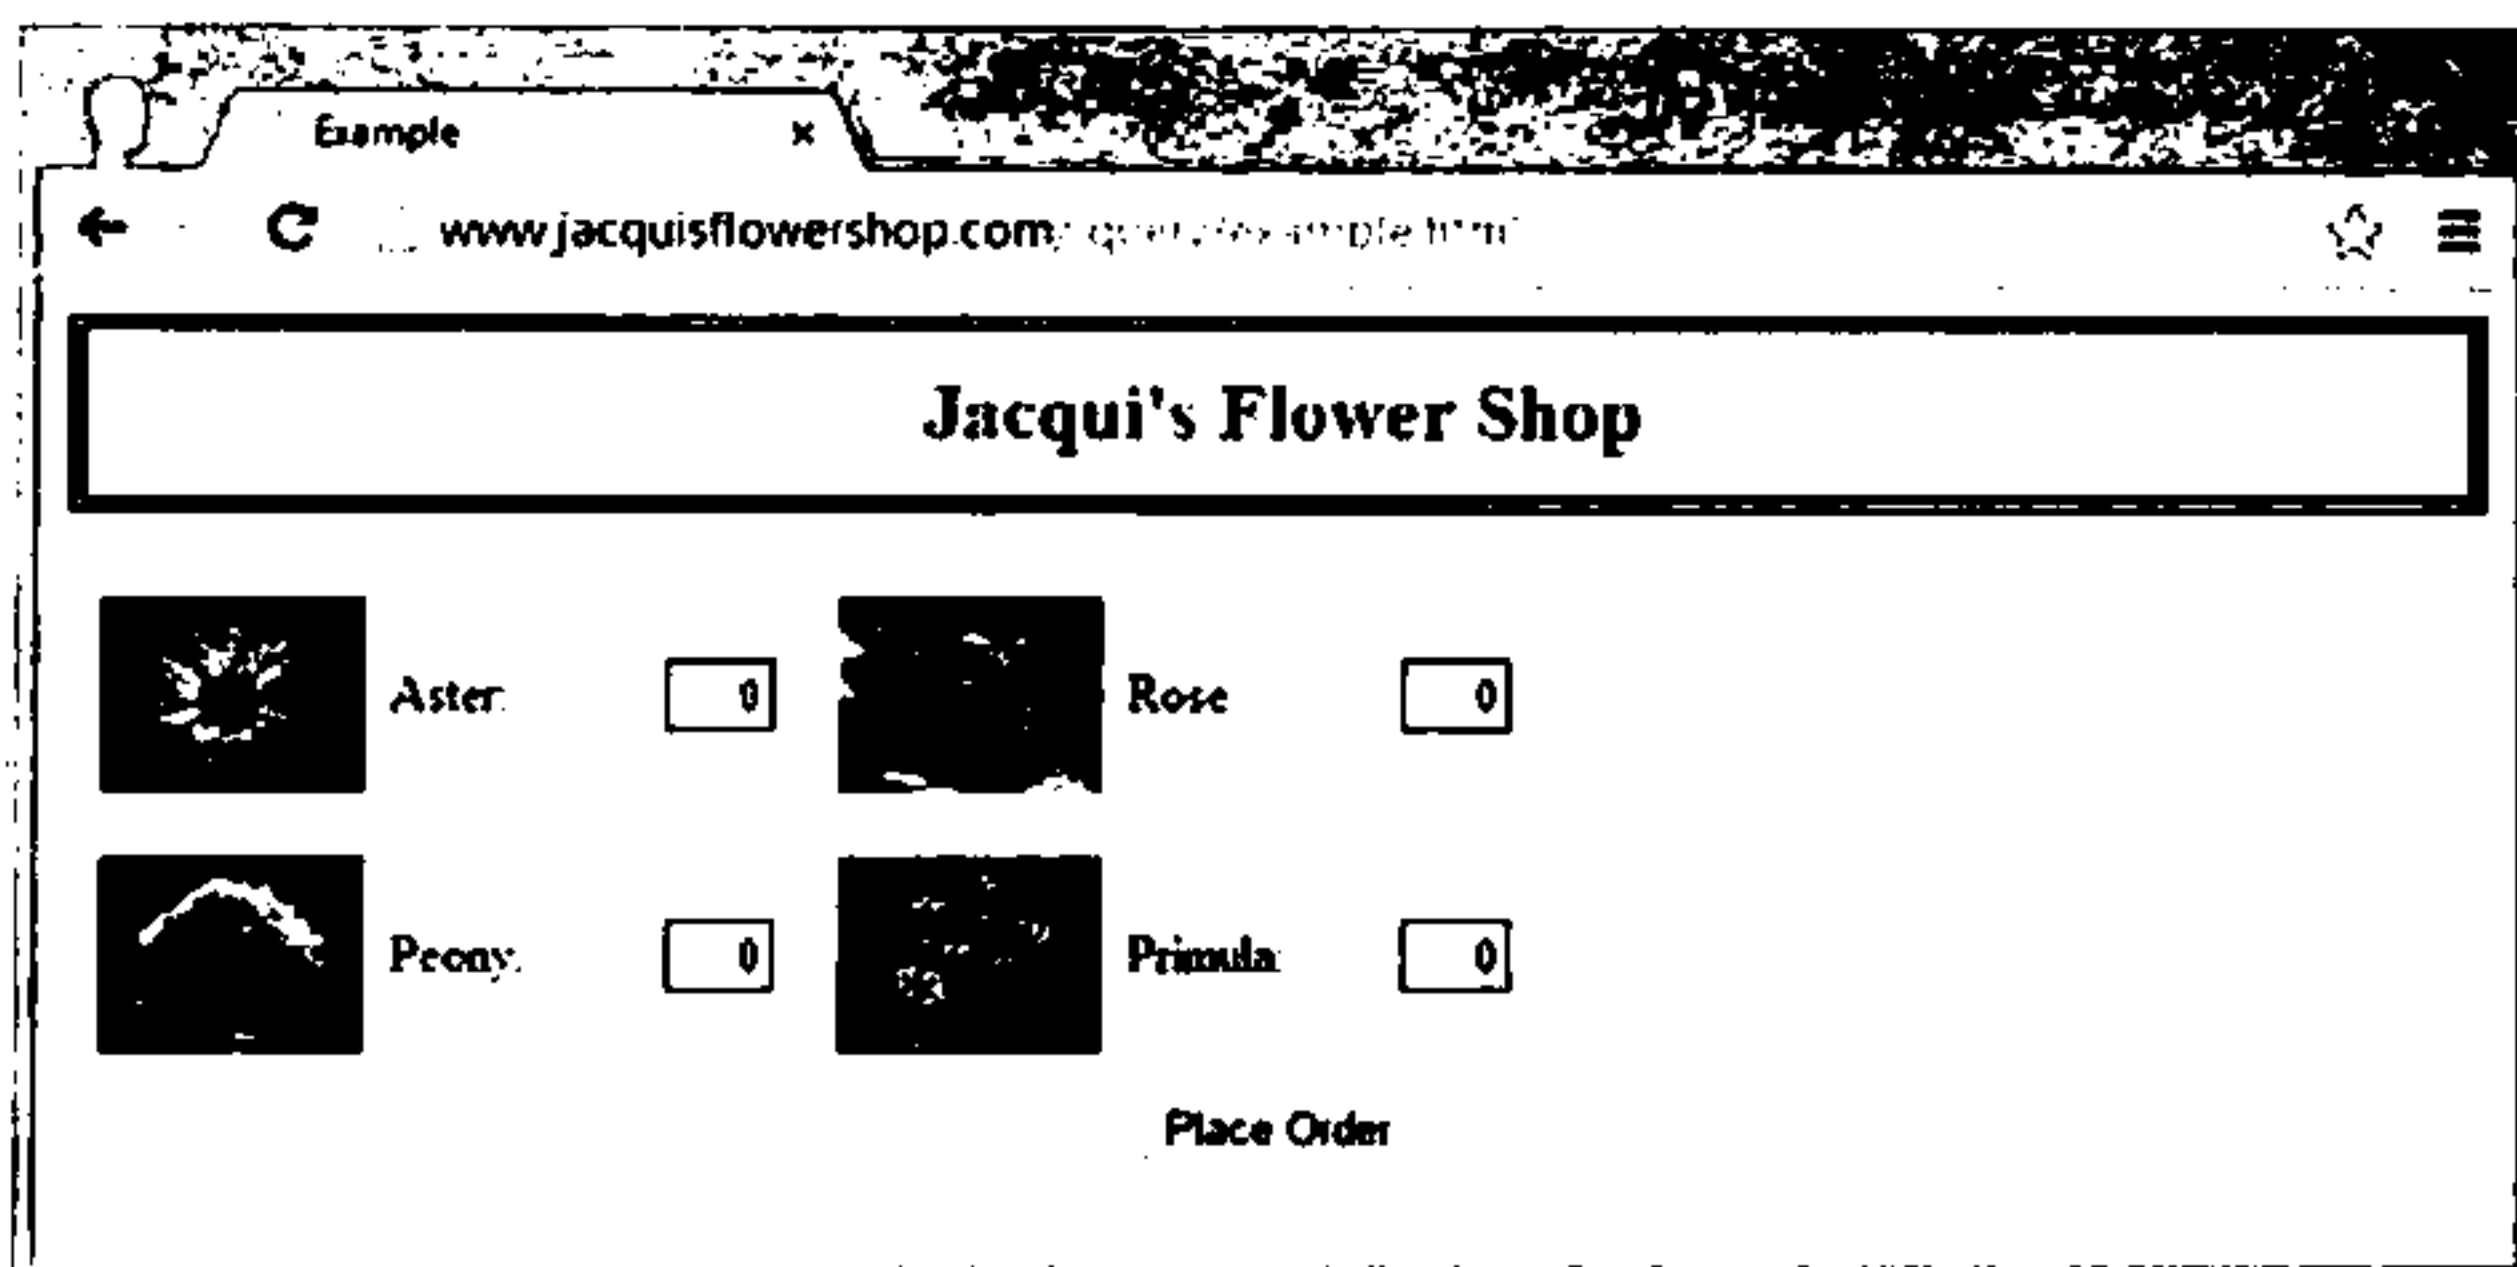 Example
www.jacquisflowershop.com
Jacqui's Flower Shop
Aster: 0 Rose 0
Peony: 0 Primula: 0
Place Order